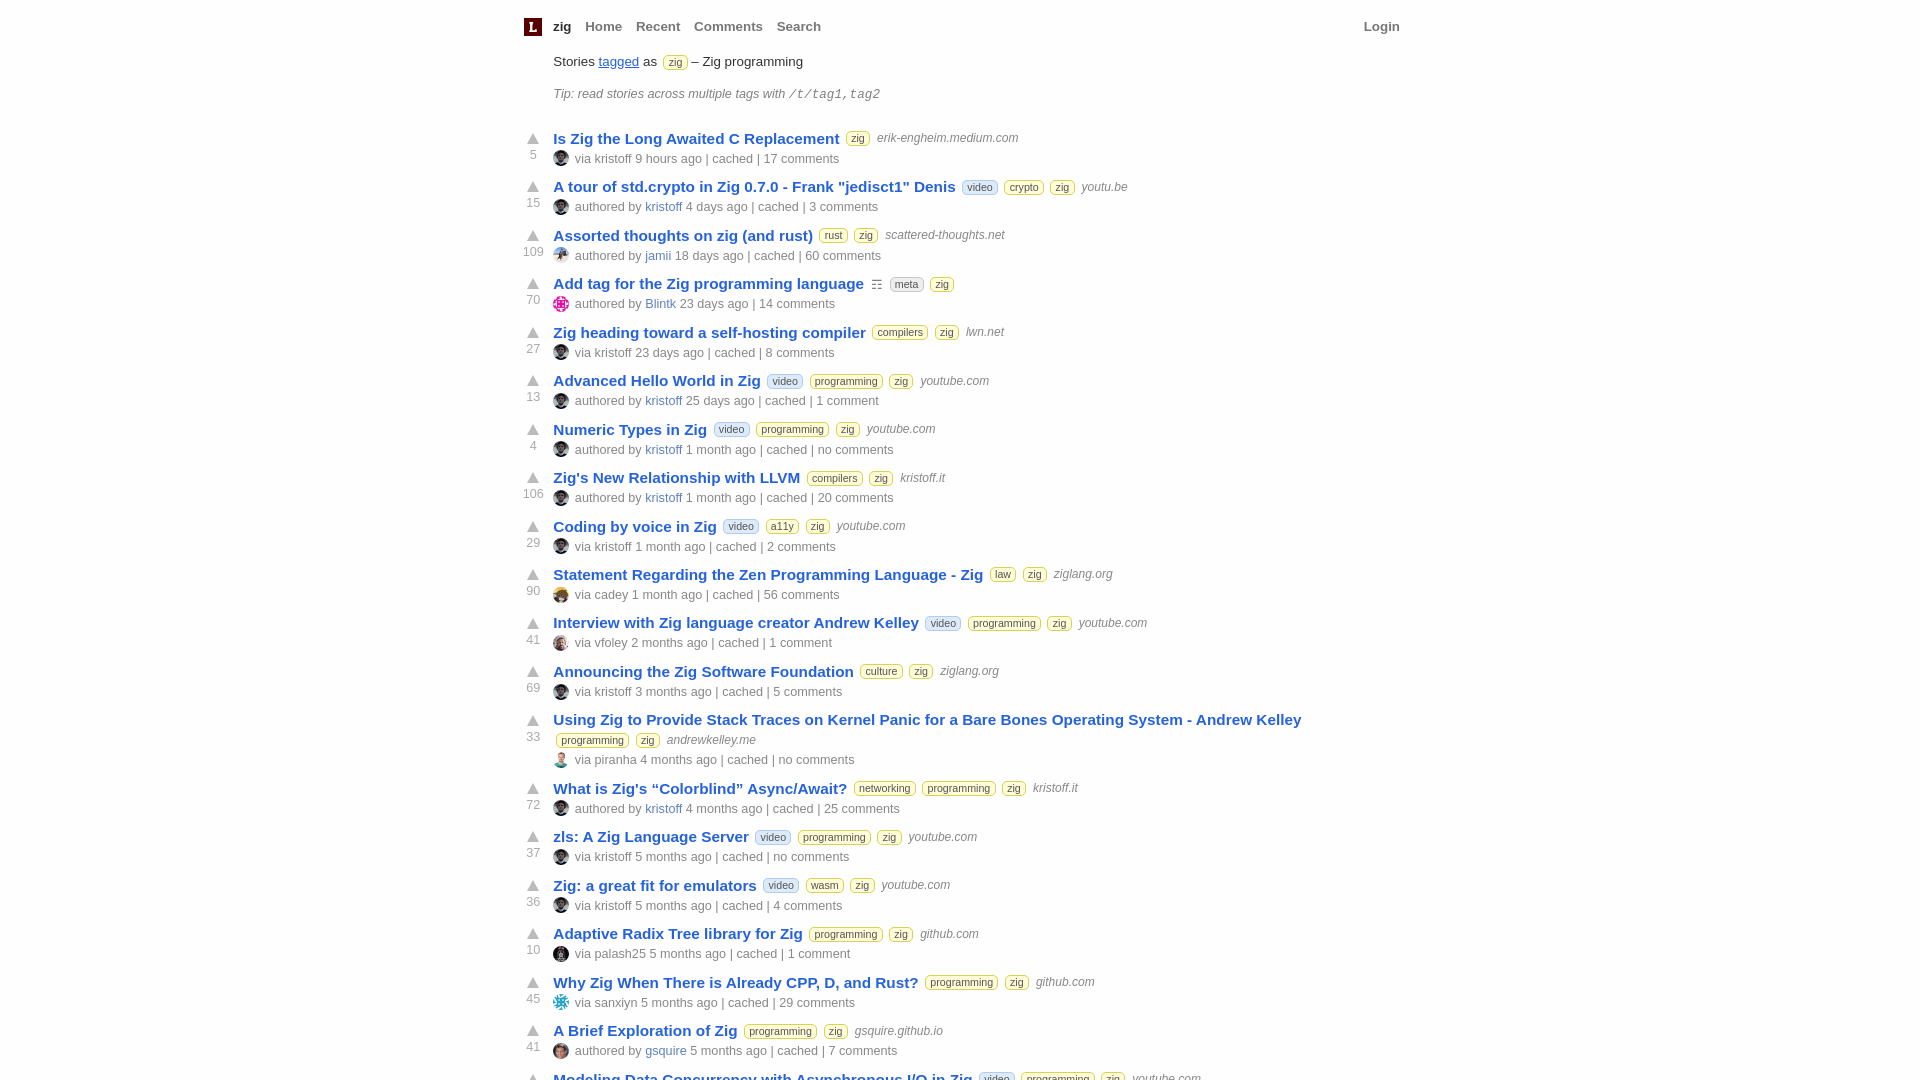 L zig Home Recent Comments Search Login
Stories tagged as zig – Zig programming
Tip: read stories across multiple tags with /t/tag1,tag2
Is Zig the Long Awaited C Replacement zig erik-engheim.medium.com
5 via kristoff 9 hours ago | cached | 17 comments
A tour of std.crypto in Zig 0.7.0 - Frank "jedisct1" Denis video crypto zig youtu.be
15 authored by kristoff 4 days ago | cached | 3 comments
Assorted thoughts on zig (and rust) rust zig scattered-thoughts.net
109 authored by jamii 18 days ago | cached | 60 comments
Add tag for the Zig programming language ☶ meta zig
70 authored by Blintk 23 days ago | 14 comments
Zig heading toward a self-hosting compiler compilers zig lwn.net
27 via kristoff 23 days ago | cached | 8 comments
Advanced Hello World in Zig video programming zig youtube.com
13 authored by kristoff 25 days ago | cached | 1 comment
Numeric Types in Zig video programming zig youtube.com
4 authored by kristoff 1 month ago | cached | no comments
Zig's New Relationship with LLVM compilers zig kristoff.it
106 authored by kristoff 1 month ago | cached | 20 comments
Coding by voice in Zig video a11y zig youtube.com
29 via kristoff 1 month ago | cached | 2 comments
Statement Regarding the Zen Programming Language - Zig law zig ziglang.org
90 via cadey 1 month ago | cached | 56 comments
Interview with Zig language creator Andrew Kelley video programming zig youtube.com
41 via vfoley 2 months ago | cached | 1 comment
Announcing the Zig Software Foundation culture zig ziglang.org
69 via kristoff 3 months ago | cached | 5 comments
Using Zig to Provide Stack Traces on Kernel Panic for a Bare Bones Operating System - Andrew Kelley
33 programming zig andrewkelley.me
via piranha 4 months ago | cached | no comments
What is Zig's “Colorblind” Async/Await? networking programming zig kristoff.it
72 authored by kristoff 4 months ago | cached | 25 comments
zls: A Zig Language Server video programming zig youtube.com
37 via kristoff 5 months ago | cached | no comments
Zig: a great fit for emulators video wasm zig youtube.com
36 via kristoff 5 months ago | cached | 4 comments
Adaptive Radix Tree library for Zig programming zig github.com
10 via palash25 5 months ago | cached | 1 comment
Why Zig When There is Already CPP, D, and Rust? programming zig github.com
45 via sanxiyn 5 months ago | cached | 29 comments
A Brief Exploration of Zig programming zig gsquire.github.io
41 authored by gsquire 5 months ago | cached | 7 comments
Modeling Data Concurrency with Asynchronous I/O in Zig video programming zig youtube.com